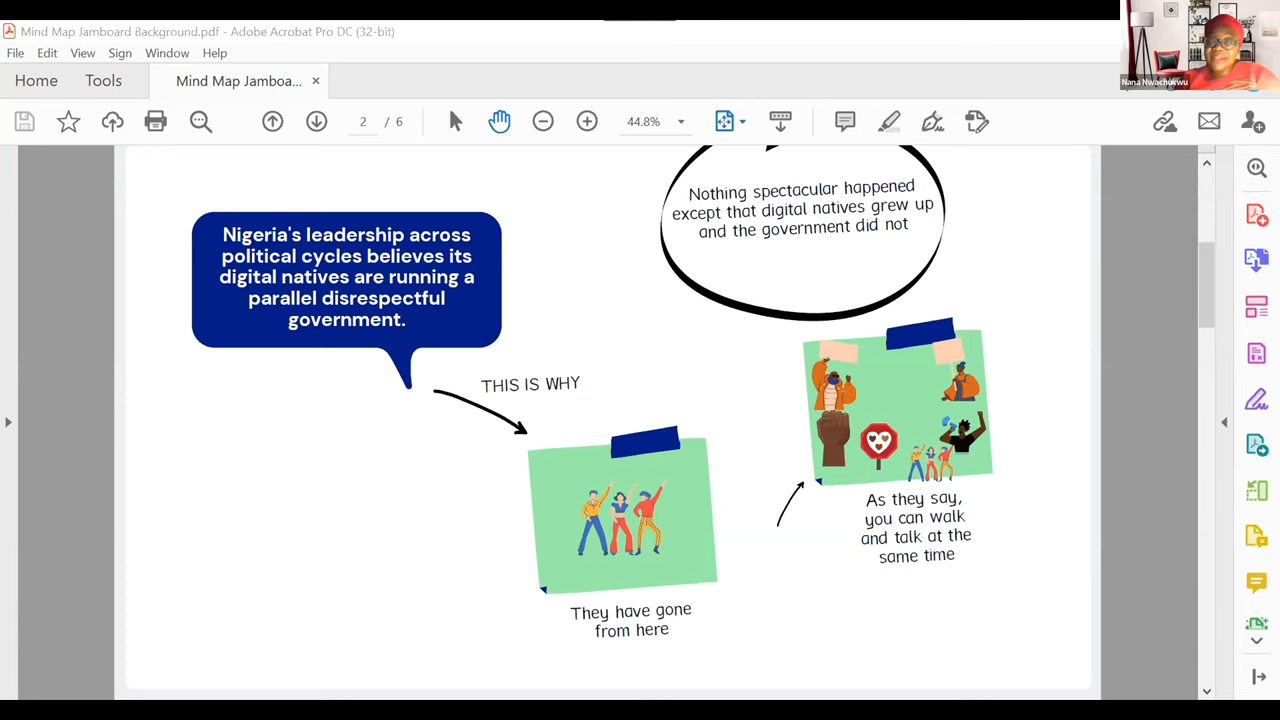 Mind Map Jamboard Background.pdf - Adobe Acrobat Pro DC (32-bit)
File Edit View Sign Window Help
Home Tools Mind Map Jamboa... ×
2 / 6 44.8%
Nana Nwachukwu
Nothing spectacular happened
except that digital natives grew up
and the government did not
Nigeria's leadership across
political cycles believes its
digital natives are running a
parallel disrespectful
government.
THIS IS WHY
They have gone
from here
As they say,
you can walk
and talk at the
same time